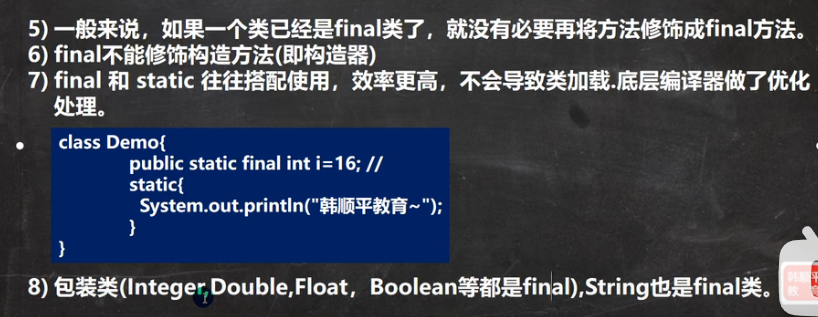 5) 一般来说，如果一个类已经是final类了，就没有必要再将方法修饰成final方法。
6) final不能修饰构造方法(即构造器)
7) final 和 static 往往搭配使用，效率更高，不会导致类加载.底层编译器做了优化
处理。
class Demo{
public static final int i=16; //
static{
System.out.println("韩顺平教育~");
}
}
8) 包装类(Integer,Double,Float，Boolean等都是final),String也是final类。
韩顺平
教育